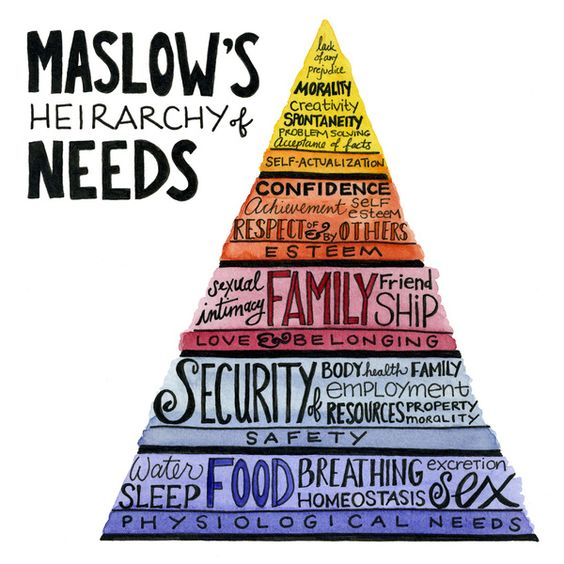 MASLOW'S
HEIRARCHY of
NEEDS
lack
of any
prejudice
MORALITY
Creativity
SPONTANEITY
PROBLEM SOLVING
Acceptance of facts
SELF-ACTUALIZATION
CONFIDENCE
Achievement self esteem
RESPECT OF & BY OTHERS
ESTEEM
sexual intimacy FAMILY Friend SHiP
LOVE & BELONGING
SECURITY of BODY health FAMILY
employment
RESOURCES PROPERTY morality
SAFETY
Water FOOD BREATHING excretion
SLEEP HOMEOSTASIS sex
PHYSIOLOGICAL NEEDS